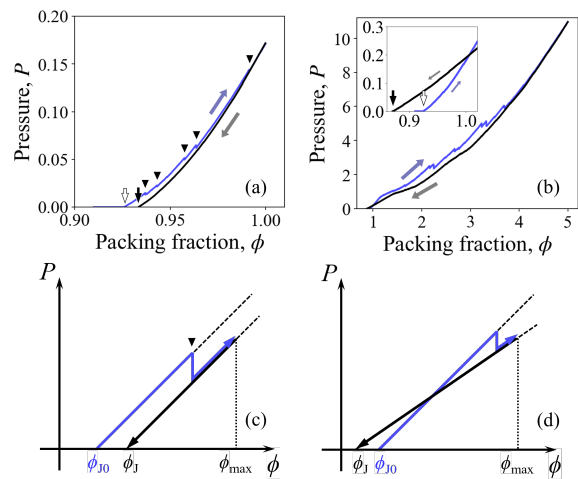 0.20
0.15
0.10
0.05
0.00
0.90
0.95
1.00
Pressure, P
Packing fraction, ϕ
(a)
10
8
6
4
2
0
1
2
3
4
5
Pressure, P
Packing fraction, ϕ
(b)
0.3
0.2
0.1
0.0
0.9
1.0
P
(c)
ϕJ0
ϕJ
ϕmax
ϕ
P
(d)
ϕJ
ϕJ0
ϕmax
ϕ